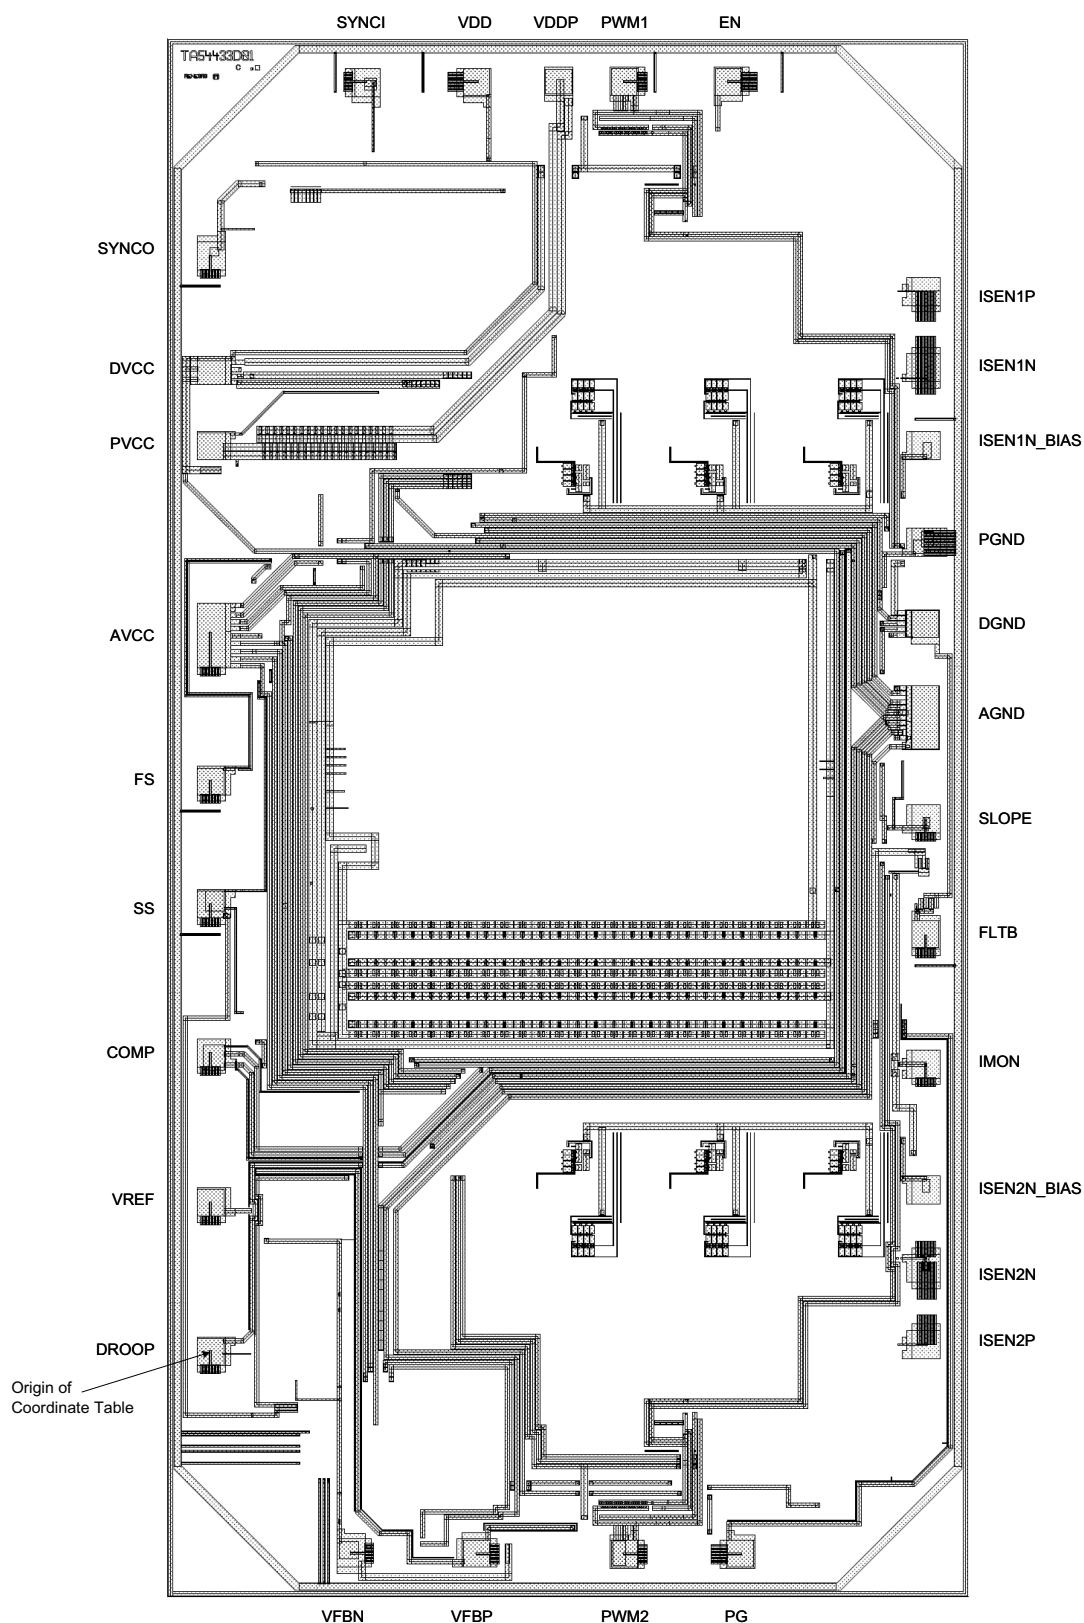 SYNCI VDD VDDP PWM1 EN
TA54433D01
SYNCO
ISEN1P
DVCC
ISEN1N
PVCC
ISEN1N_BIAS
PGND
AVCC
DGND
AGND
FS
SLOPE
SS
FLTB
COMP
IMON
VREF
ISEN2N_BIAS
ISEN2N
DROOP
ISEN2P
Origin of
Coordinate Table
VFBN VFBP PWM2 PG